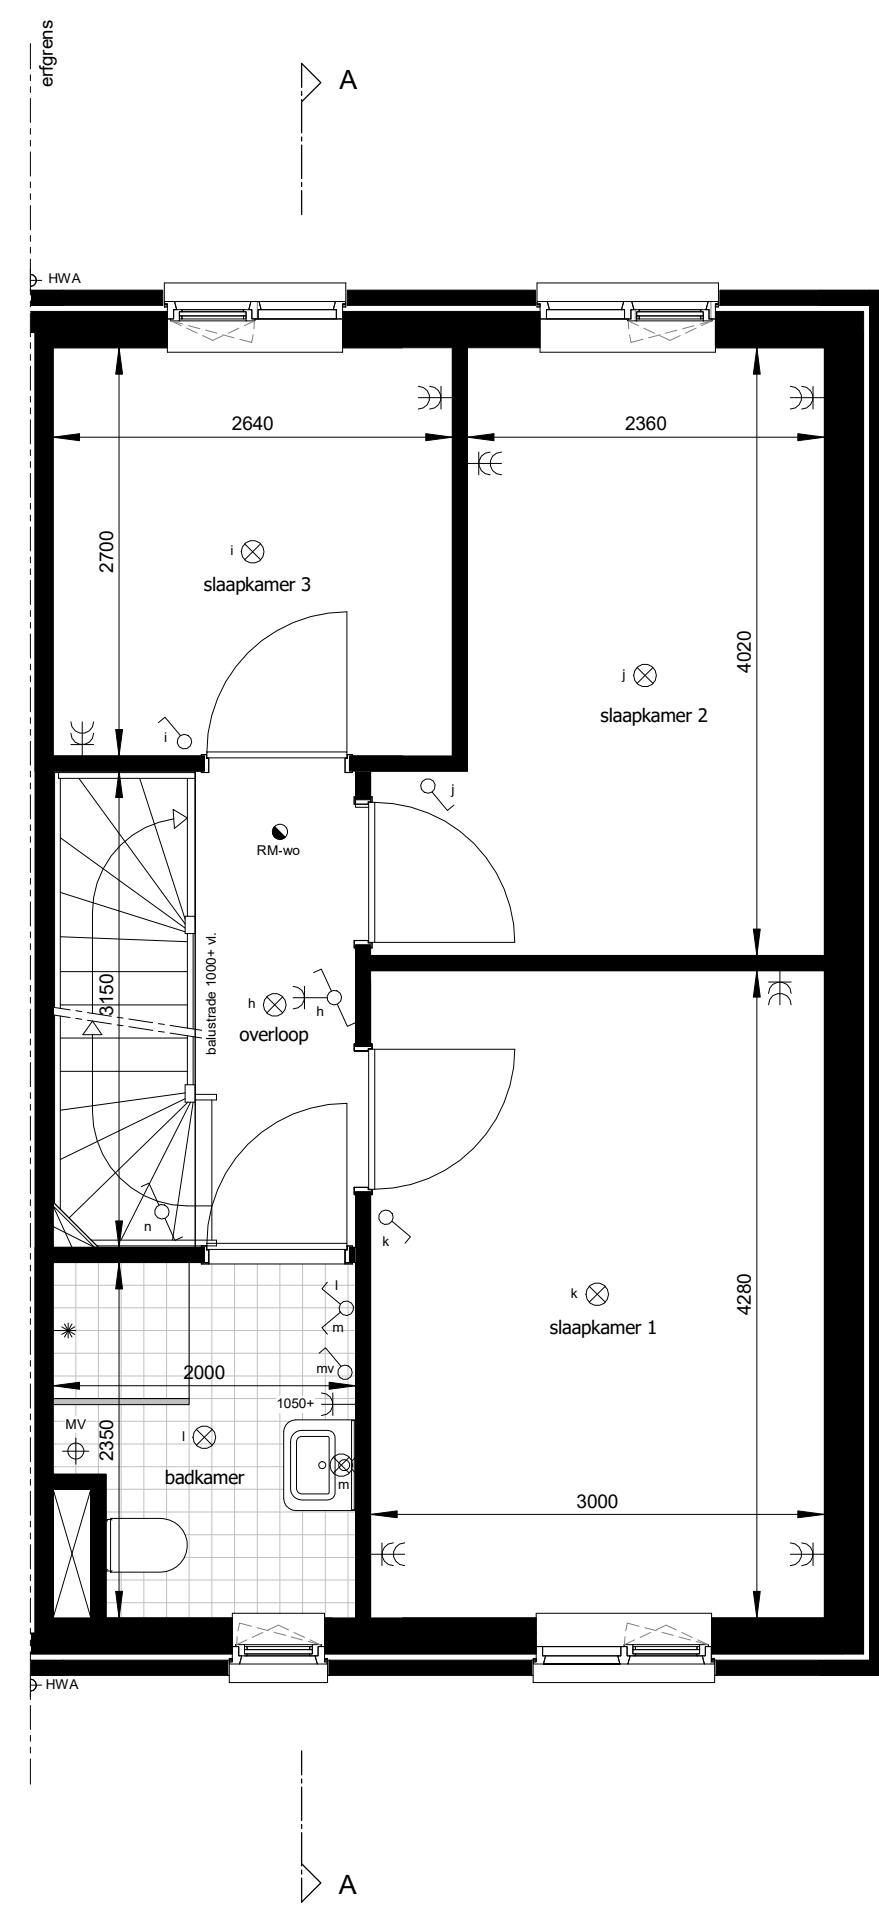 erfgrens
A
HWA
2640
2360
2700
i
slaapkamer 3
4020
j
slaapkamer 2
i
j
RM-wo
balustrade 1000+ vl.
3150
h
h
overloop
n
k
k
slaapkamer 1
4280
l
m
mv
2000
1050+
MV
2350
l
badkamer
m
3000
HWA
A